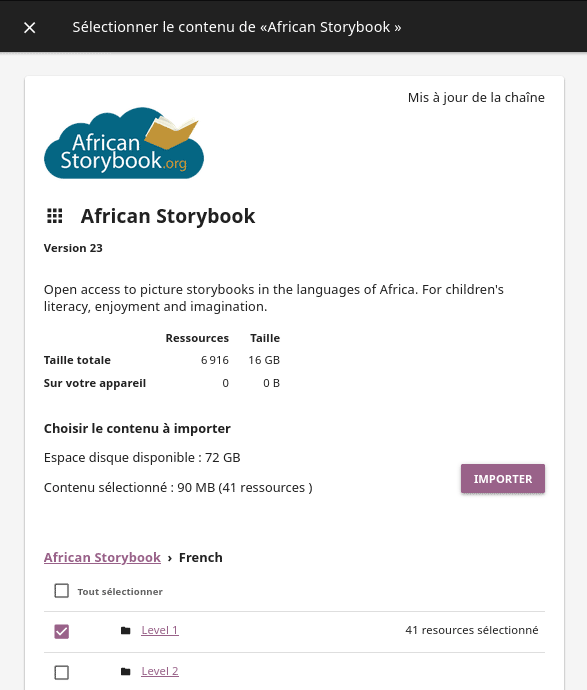 Sélectionner le contenu de «African Storybook »
Mis à jour de la chaîne
African
Storybook.org
African Storybook
Version 23
Open access to picture storybooks in the languages of Africa. For children's
literacy, enjoyment and imagination.
Ressources Taille
Taille totale 6 916 16 GB
Sur votre appareil 0 0 B
Choisir le contenu à importer
Espace disque disponible : 72 GB
Contenu sélectionné : 90 MB (41 ressources )
IMPORTER
African Storybook › French
Tout sélectionner
Level 1 41 resources sélectionné
Level 2